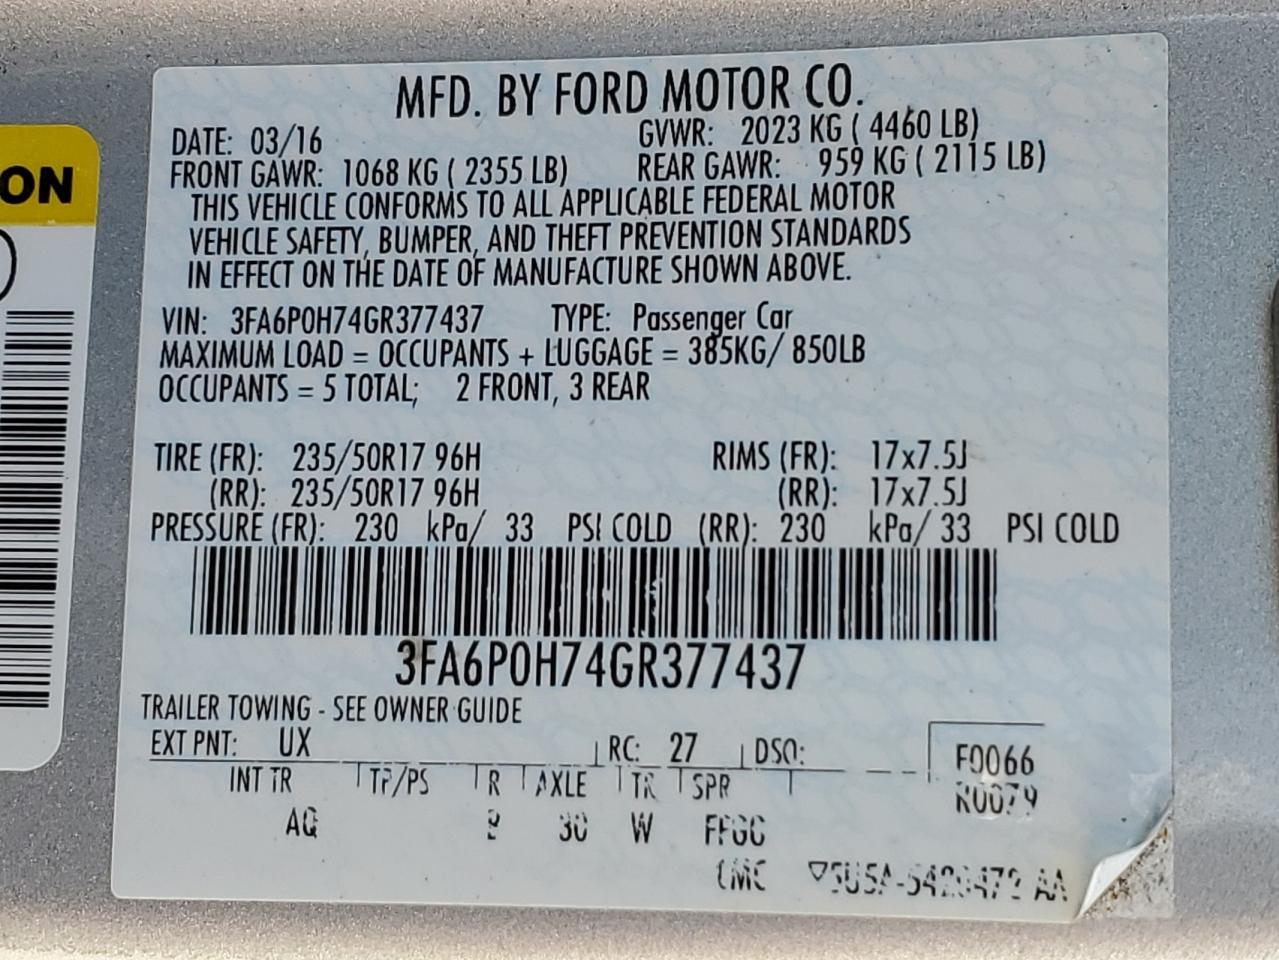 ON
MFD. BY FORD MOTOR CO.
DATE: 03/16 GVWR: 2023 KG ( 4460 LB)
FRONT GAWR: 1068 KG ( 2355 LB) REAR GAWR: 959 KG ( 2115 LB)
THIS VEHICLE CONFORMS TO ALL APPLICABLE FEDERAL MOTOR
VEHICLE SAFETY, BUMPER, AND THEFT PREVENTION STANDARDS
IN EFFECT ON THE DATE OF MANUFACTURE SHOWN ABOVE.
VIN: 3FA6P0H74GR377437 TYPE: Passenger Car
MAXIMUM LOAD = OCCUPANTS + LUGGAGE = 385KG/ 850LB
OCCUPANTS = 5 TOTAL; 2 FRONT, 3 REAR
TIRE (FR): 235/50R17 96H RIMS (FR): 17x7.5J
(RR): 235/50R17 96H (RR): 17x7.5J
PRESSURE (FR): 230 kPa/ 33 PSI COLD (RR): 230 kPa/ 33 PSI COLD
3FA6P0H74GR377437
TRAILER TOWING - SEE OWNER GUIDE
EXT PNT: UX RC: 27 DSO: F0066
INT TR TP/PS R AXLE TR SPR R0079
AQ 30 W